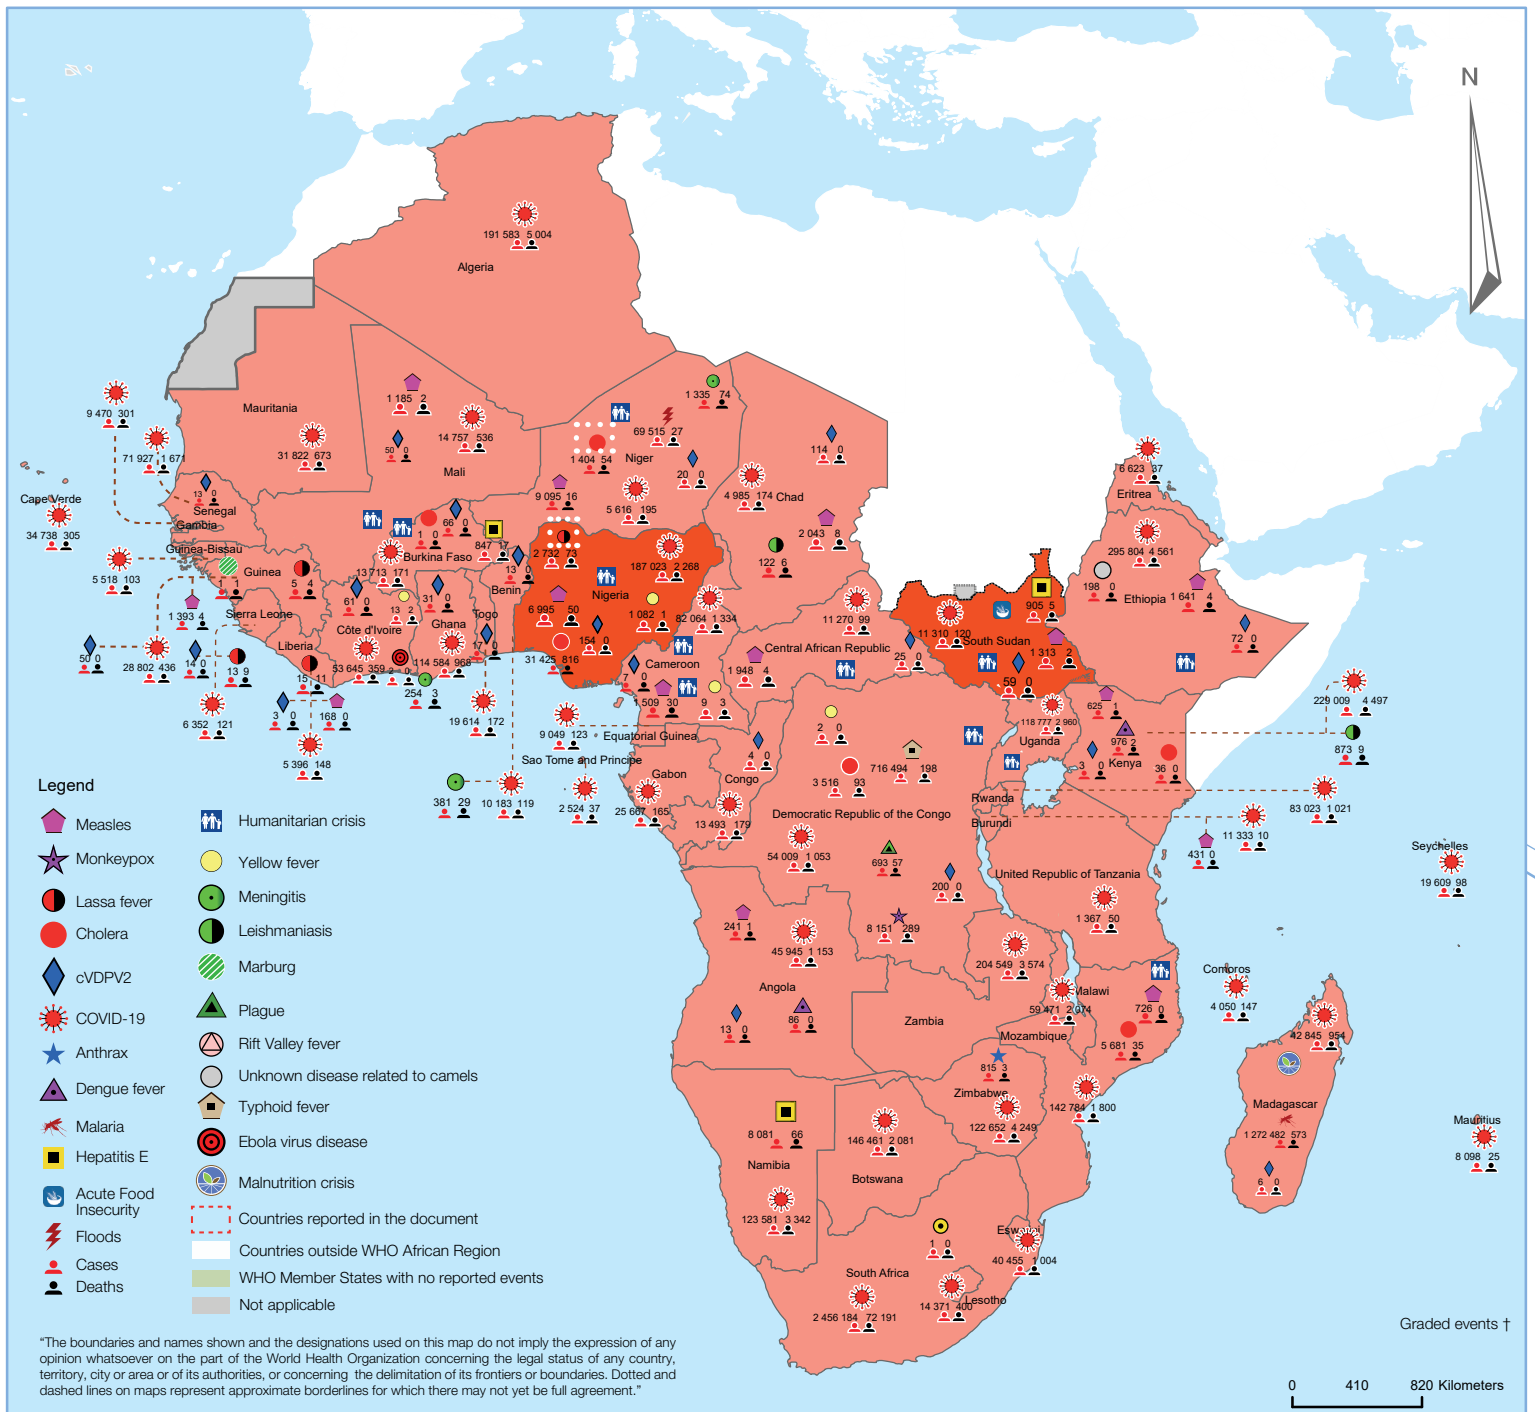 N
191 583 5 004
Algeria
1 335 74
9 470 301
Mauritania
1 185 2
69 515 27
71 927 1 671
31 822 673
14 757 536
50 0
1 404 54
Niger
114 0
Mali
20 0
6 623 37
Cape Verde
13 0
Senegal
9 095 16
4 985 174
Chad
Eritrea
34 738 305
Gambia
5 616 195
66 0
1 0
2 043 8
Guinea-Bissau
Burkina Faso
847 17
2 732 73
187 023 2 268
295 804 4 561
5 518 103
Guinea
1 1
5 4
13 713 171
13 0
Benin
Nigeria
122 6
198 0
Ethiopia
1 641 4
1 393 4
Sierra Leone
61 0
13 2
31 0
Togo
6 995 50
1 082 1
82 064 1 334
11 270 99
905 5
Côte d'Ivoire
Ghana
154 0
11 310 120
South Sudan
72 0
Liberia
17 0
31 425 816
Central African Republic
25 0
1 313 2
50 0
28 802 436
14 0
13 9
15 11
53 645 359
2 0
114 584 968
Cameroon
7 0
1 948 4
59 0
254 3
1 509 30
9 3
625 1
229 009 4 497
6 352 121
3 0
168 0
19 614 172
9 049 123
Equatorial Guinea
2 0
118 777 2 960
Uganda
976 2
873 9
5 396 148
Sao Tome and Principe
4 0
716 494 198
3 0
Kenya
36 0
Gabon
Congo
3 516 93
381 29
10 183 119
2 524 37
25 667 165
13 493 179
Democratic Republic of the Congo
Rwanda
Burundi
83 023 1 021
54 009 1 053
11 333 10
431 0
Seychelles
693 57
200 0
United Republic of Tanzania
19 609 98
241 1
45 945 1 153
8 151 289
1 367 50
204 549 3 574
Comoros
4 050 147
Angola
Malawi
59 471 2 074
726 0
13 0
86 0
Zambia
Mozambique
5 681 35
42 845 954
815 3
Zimbabwe
142 784 1 800
Madagascar
8 081 66
146 461 2 081
122 652 4 249
1 272 482 573
Mauritius
8 098 25
Namibia
Botswana
6 0
123 581 3 342
1 0
40 455 1 004
South Africa
14 371 400
Lesotho
2 456 184 72 191
Legend
Measles
Monkeypox
Lassa fever
Cholera
cVDPV2
COVID-19
Anthrax
Dengue fever
Malaria
Hepatitis E
Acute Food
Insecurity
Floods
Cases
Deaths
Humanitarian crisis
Yellow fever
Meningitis
Leishmaniasis
Marburg
Plague
Rift Valley fever
Unknown disease related to camels
Typhoid fever
Ebola virus disease
Malnutrition crisis
Countries reported in the document
Countries outside WHO African Region
WHO Member States with no reported events
Not applicable
Graded events †
"The boundaries and names shown and the designations used on this map do not imply the expression of any
opinion whatsoever on the part of the World Health Organization concerning the legal status of any country,
territory, city or area or of its authorities, or concerning the delimitation of its frontiers or boundaries. Dotted and
dashed lines on maps represent approximate borderlines for which there may not yet be full agreement."
0 410 820 Kilometers